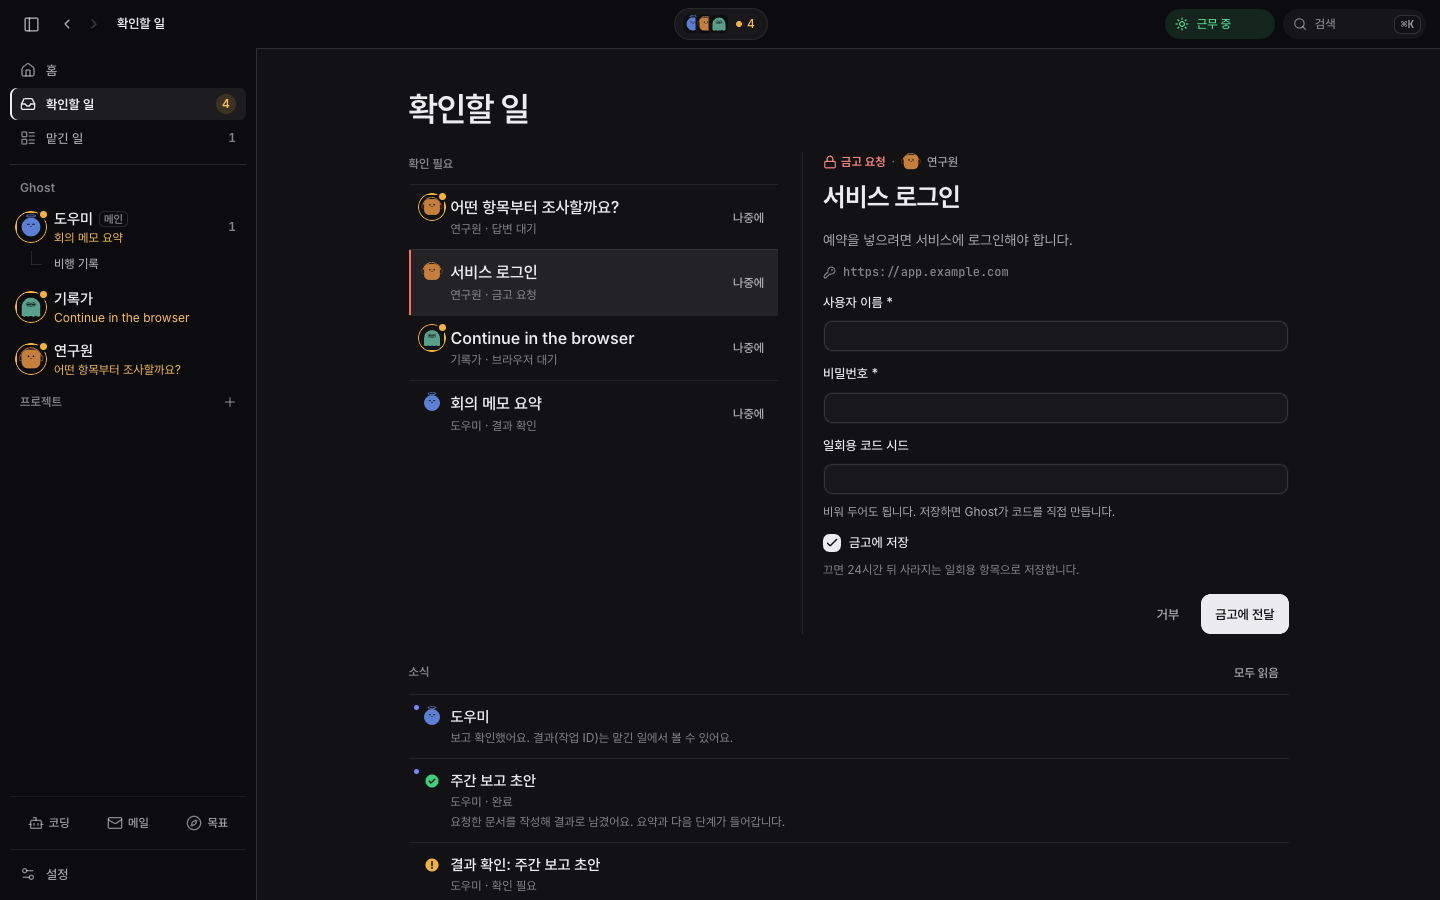 확인할 일
4
근무 중
검색
⌘K
홈
확인할 일
4
맡긴 일
1
Ghost
도우미
메인
회의 메모 요약
1
비행 기록
기록가
Continue in the browser
연구원
어떤 항목부터 조사할까요?
프로젝트
코딩
메일
목표
설정
확인할 일
확인 필요
어떤 항목부터 조사할까요?
연구원 · 답변 대기
나중에
서비스 로그인
연구원 · 금고 요청
나중에
Continue in the browser
기록가 · 브라우저 대기
나중에
회의 메모 요약
도우미 · 결과 확인
나중에
금고 요청 · 연구원
서비스 로그인
예약을 넣으려면 서비스에 로그인해야 합니다.
https://app.example.com
사용자 이름 *
비밀번호 *
일회용 코드 시드
비워 두어도 됩니다. 저장하면 Ghost가 코드를 직접 만듭니다.
금고에 저장
끄면 24시간 뒤 사라지는 일회용 항목으로 저장합니다.
거부
금고에 전달
소식
모두 읽음
도우미
보고 확인했어요. 결과(작업 ID)는 맡긴 일에서 볼 수 있어요.
주간 보고 초안
도우미 · 완료
요청한 문서를 작성해 결과로 남겼어요. 요약과 다음 단계가 들어갑니다.
결과 확인: 주간 보고 초안
도우미 · 확인 필요